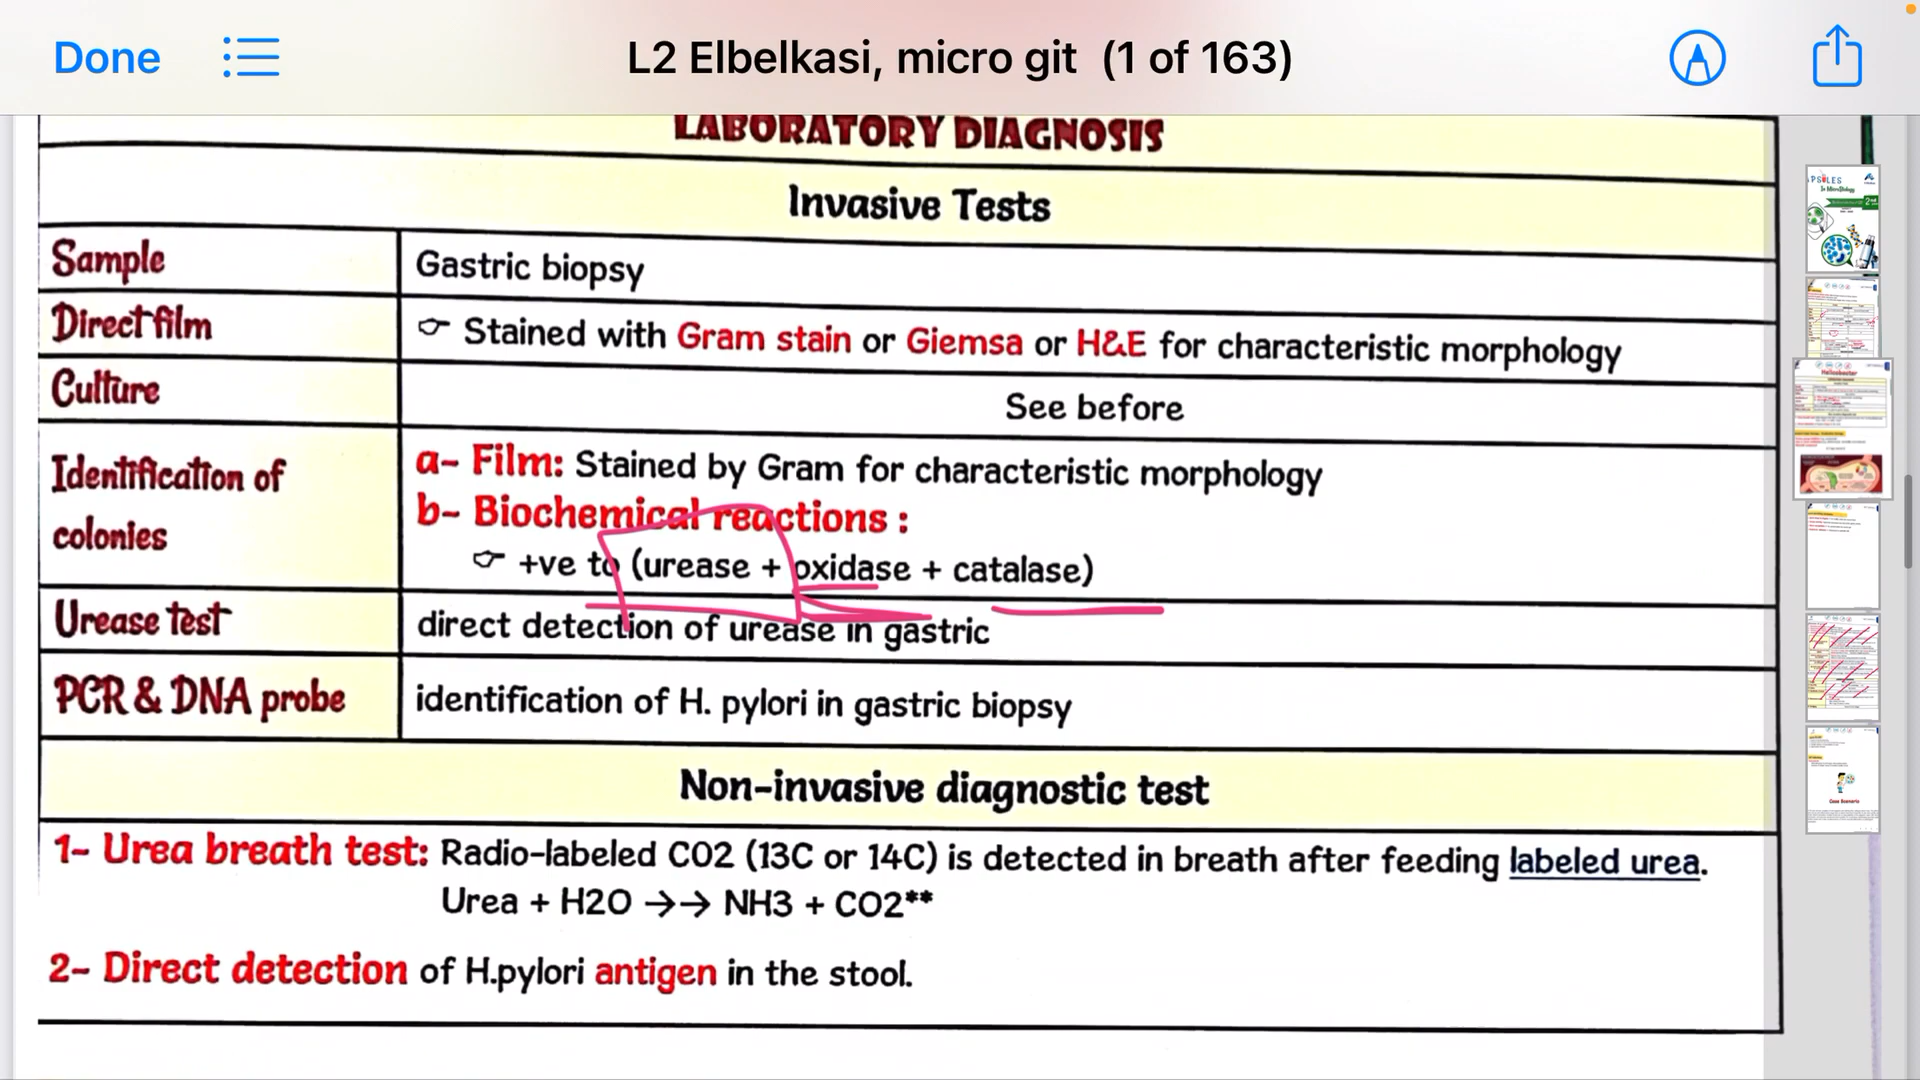 Done
L2 Elbelkasi, micro git (1 of 163)
LABORATORY DIAGNOSIS
Invasive Tests
Sample
Gastric biopsy
Direct film
☞ Stained with Gram stain or Giemsa or H&E for characteristic morphology
Culture
See before
Identification of
colonies
a- Film: Stained by Gram for characteristic morphology
b- Biochemical reactions :
☞ +ve to (urease + oxidase + catalase)
Urease test
direct detection of urease in gastric
PCR & DNA probe
identification of H. pylori in gastric biopsy
Non-invasive diagnostic test
1- Urea breath test: Radio-labeled CO2 (13C or 14C) is detected in breath after feeding labeled urea.
Urea + H2O →→ NH3 + CO2**
2- Direct detection of H.pylori antigen in the stool.